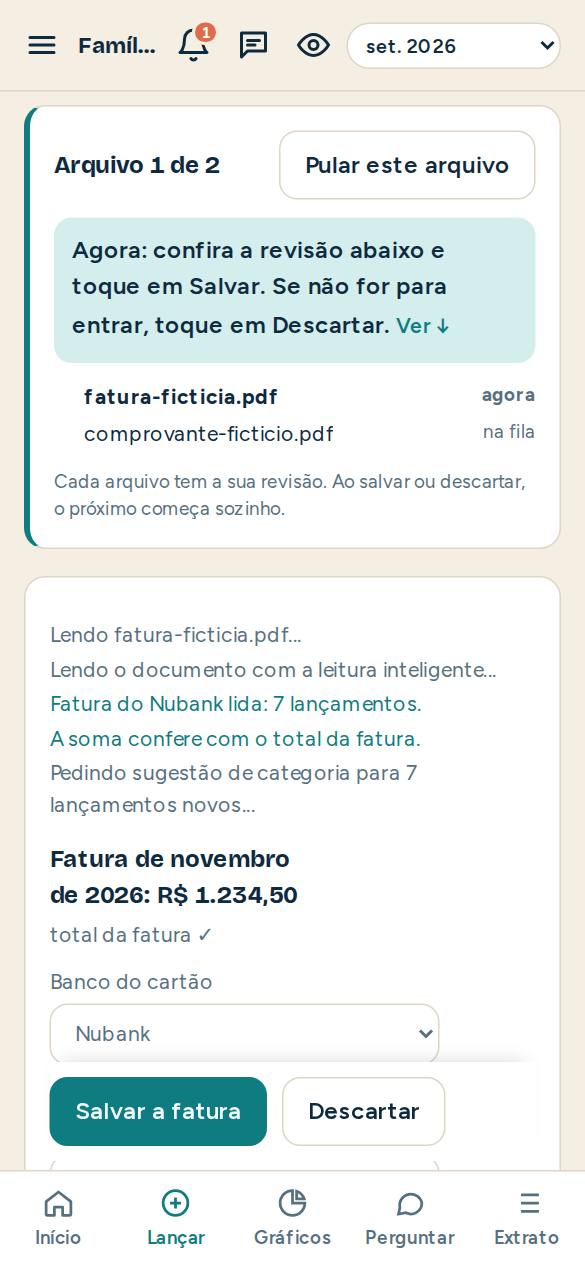 Famíl...
1
set. 2026
Arquivo 1 de 2
Pular este arquivo
Agora: confira a revisão abaixo e
toque em Salvar. Se não for para
entrar, toque em Descartar. Ver ↓
fatura-ficticia.pdf
agora
comprovante-ficticio.pdf
na fila
Cada arquivo tem a sua revisão. Ao salvar ou descartar,
o próximo começa sozinho.
Lendo fatura-ficticia.pdf...
Lendo o documento com a leitura inteligente...
Fatura do Nubank lida: 7 lançamentos.
A soma confere com o total da fatura.
Pedindo sugestão de categoria para 7
lançamentos novos...
Fatura de novembro
de 2026: R$ 1.234,50
total da fatura ✓
Banco do cartão
Nubank
Salvar a fatura
Descartar
Início
Lançar
Gráficos
Perguntar
Extrato